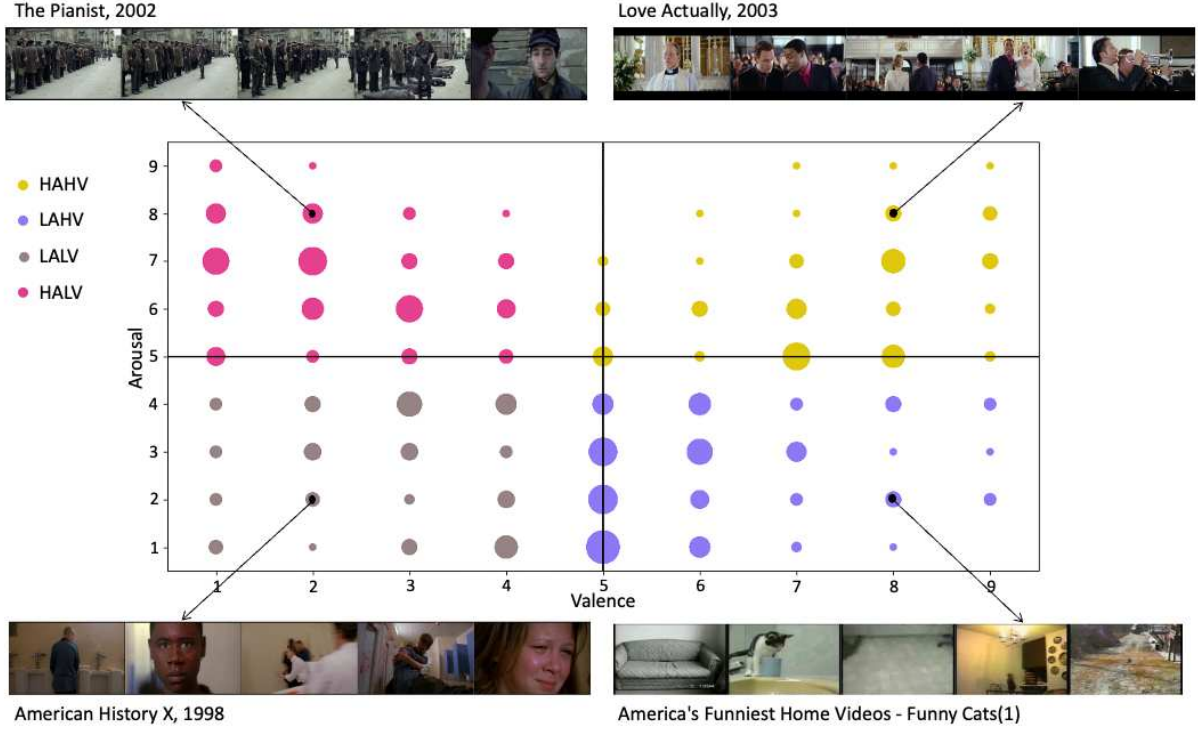 The Pianist, 2002
Love Actually, 2003
HAHV
LAHV
LALV
HALV
Arousal
9
8
7
6
5
4
3
2
1
1 2 3 4 5 6 7 8 9
Valence
American History X, 1998
America's Funniest Home Videos - Funny Cats(1)